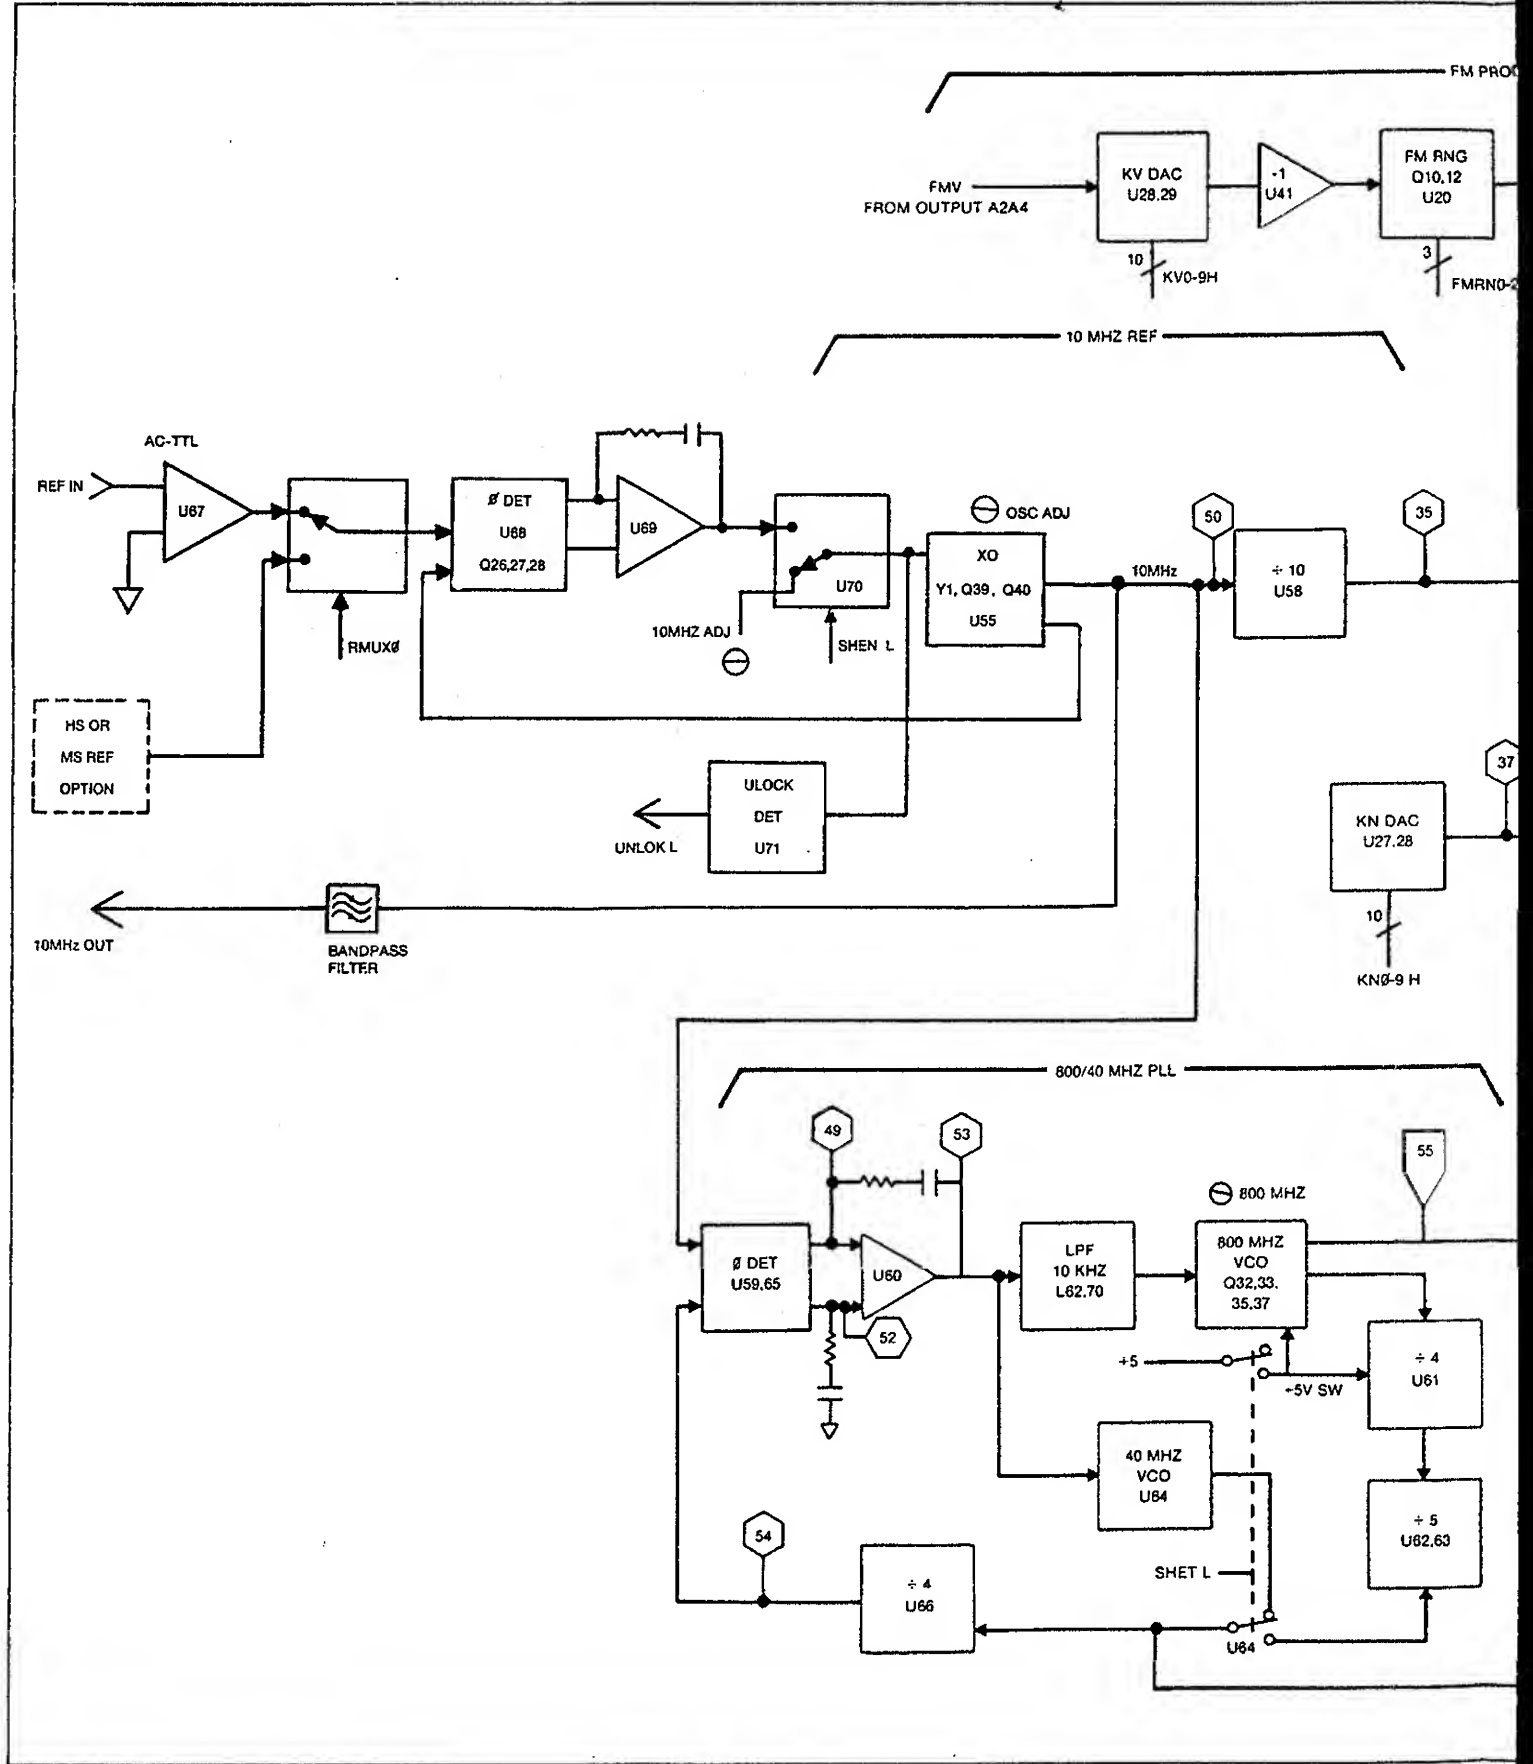 FM PROC
KV DAC
U28.29
-1
U41
FM RNG
Q10,12
U20
FMV
FROM OUTPUT A2A4
10
KV0-9H
3
FMRN0-2
10 MHZ REF
AC-TTL
REF IN
U67
RMUXØ
Ø DET
U68
Q26,27,28
U69
U70
10MHZ ADJ
SHEN L
OSC ADJ
XO
Y1, Q39, Q40
U55
10MHz
50
÷ 10
U58
35
HS OR
MS REF
OPTION
ULOCK
DET
U71
UNLOK L
37
KN DAC
U27.28
10
KNØ-9 H
10MHz OUT
BANDPASS
FILTER
800/40 MHZ PLL
49
53
55
800 MHZ
Ø DET
U59,65
U60
52
LPF
10 KHZ
L62,70
800 MHZ
VCO
Q32,33.
35,37
+5
+5V SW
÷ 4
U61
40 MHZ
VCO
U64
÷ 5
U62,63
54
÷ 4
U66
SHET L
U64